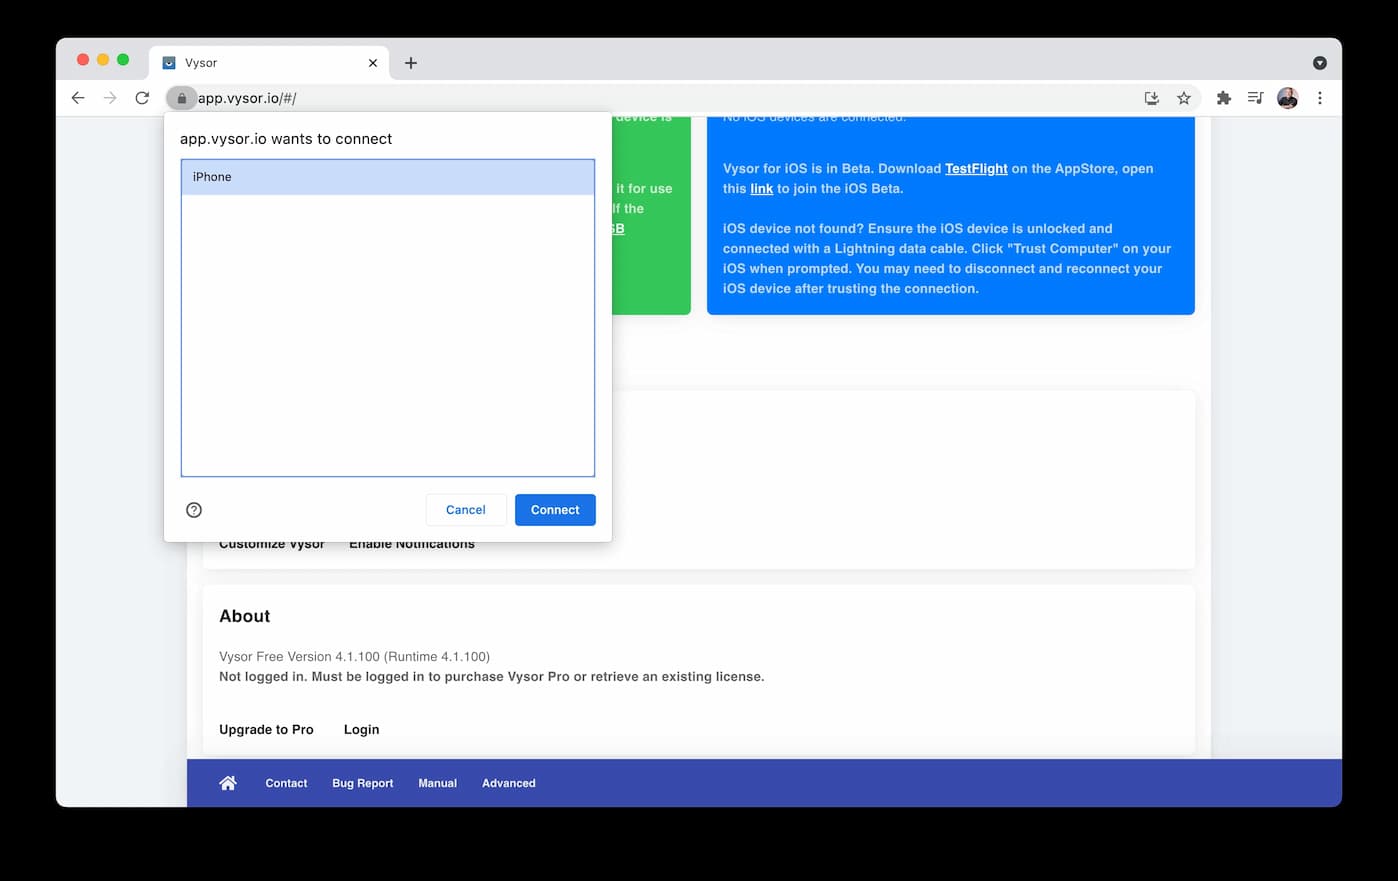 Vysor
app.vysor.io/#/
app.vysor.io wants to connect
iPhone
Cancel
Connect
device is
it for use
If the
No iOS devices are connected.
Vysor for iOS is in Beta. Download TestFlight on the AppStore, open
this link to join the iOS Beta.
iOS device not found? Ensure the iOS device is unlocked and
connected with a Lightning data cable. Click "Trust Computer" on your
iOS when prompted. You may need to disconnect and reconnect your
iOS device after trusting the connection.
Customize Vysor
Enable Notifications
About
Vysor Free Version 4.1.100 (Runtime 4.1.100)
Not logged in. Must be logged in to purchase Vysor Pro or retrieve an existing license.
Upgrade to Pro
Login
Contact
Bug Report
Manual
Advanced